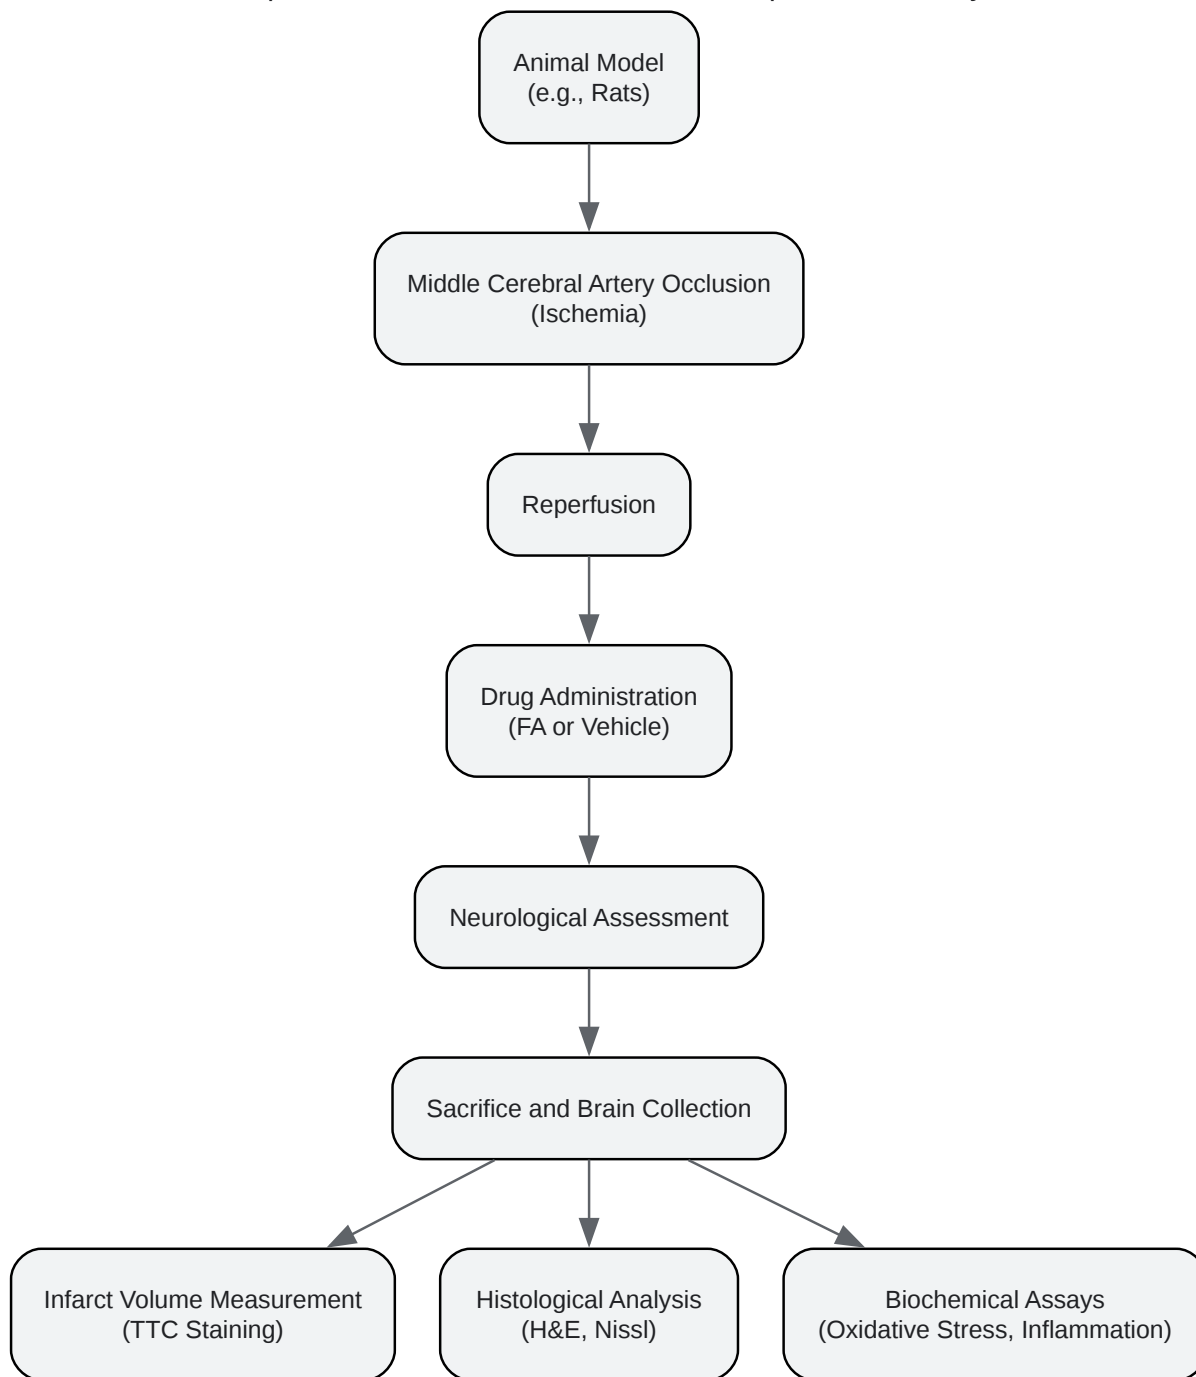 Animal Model
(e.g., Rats)
Middle Cerebral Artery Occlusion
(Ischemia)
Reperfusion
Drug Administration
(FA or Vehicle)
Neurological Assessment
Sacrifice and Brain Collection
Infarct Volume Measurement
(TTC Staining)
Histological Analysis
(H&E, Nissl)
Biochemical Assays
(Oxidative Stress, Inflammation)